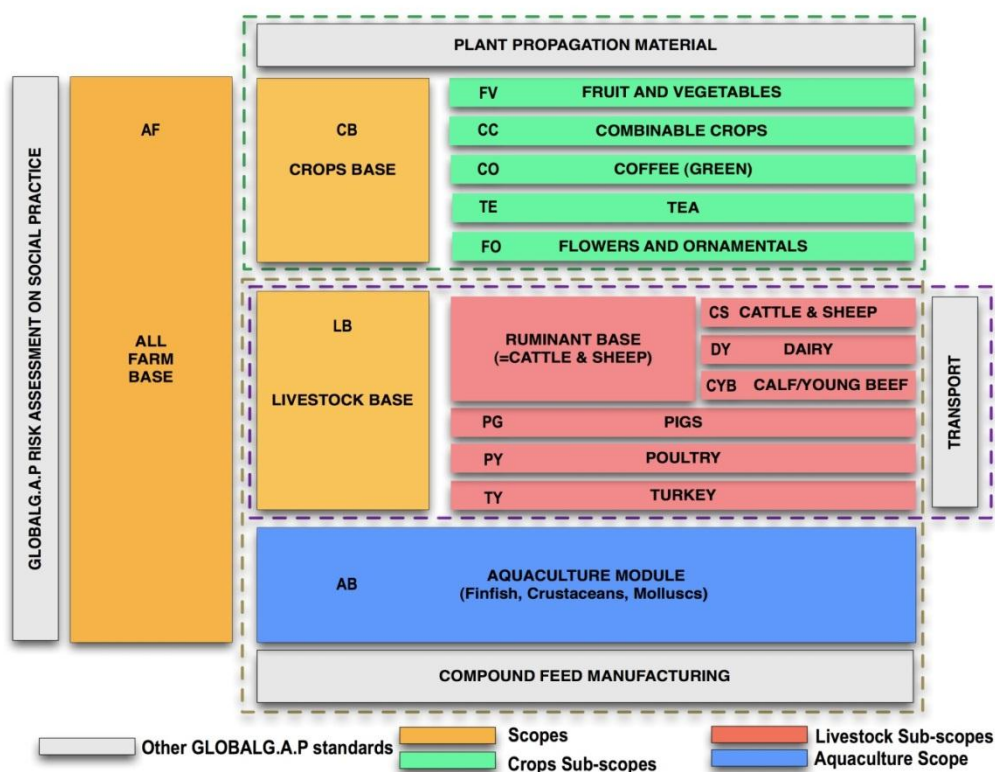 PLANT PROPAGATION MATERIAL
GLOBALG.A.P RISK ASSESSMENT ON SOCIAL PRACTICE
AF
ALL
FARM
BASE
CB
CROPS BASE
FV FRUIT AND VEGETABLES
CC COMBINABLE CROPS
CO COFFEE (GREEN)
TE TEA
FO FLOWERS AND ORNAMENTALS
LB
LIVESTOCK BASE
RUMINANT BASE
(=CATTLE & SHEEP)
CS CATTLE & SHEEP
DY DAIRY
CYB CALF/YOUNG BEEF
PG PIGS
PY POULTRY
TY TURKEY
TRANSPORT
AB AQUACULTURE MODULE
(Finfish, Crustaceans, Molluscs)
COMPOUND FEED MANUFACTURING
Other GLOBALG.A.P standards
Scopes
Crops Sub-scopes
Livestock Sub-scopes
Aquaculture Scope